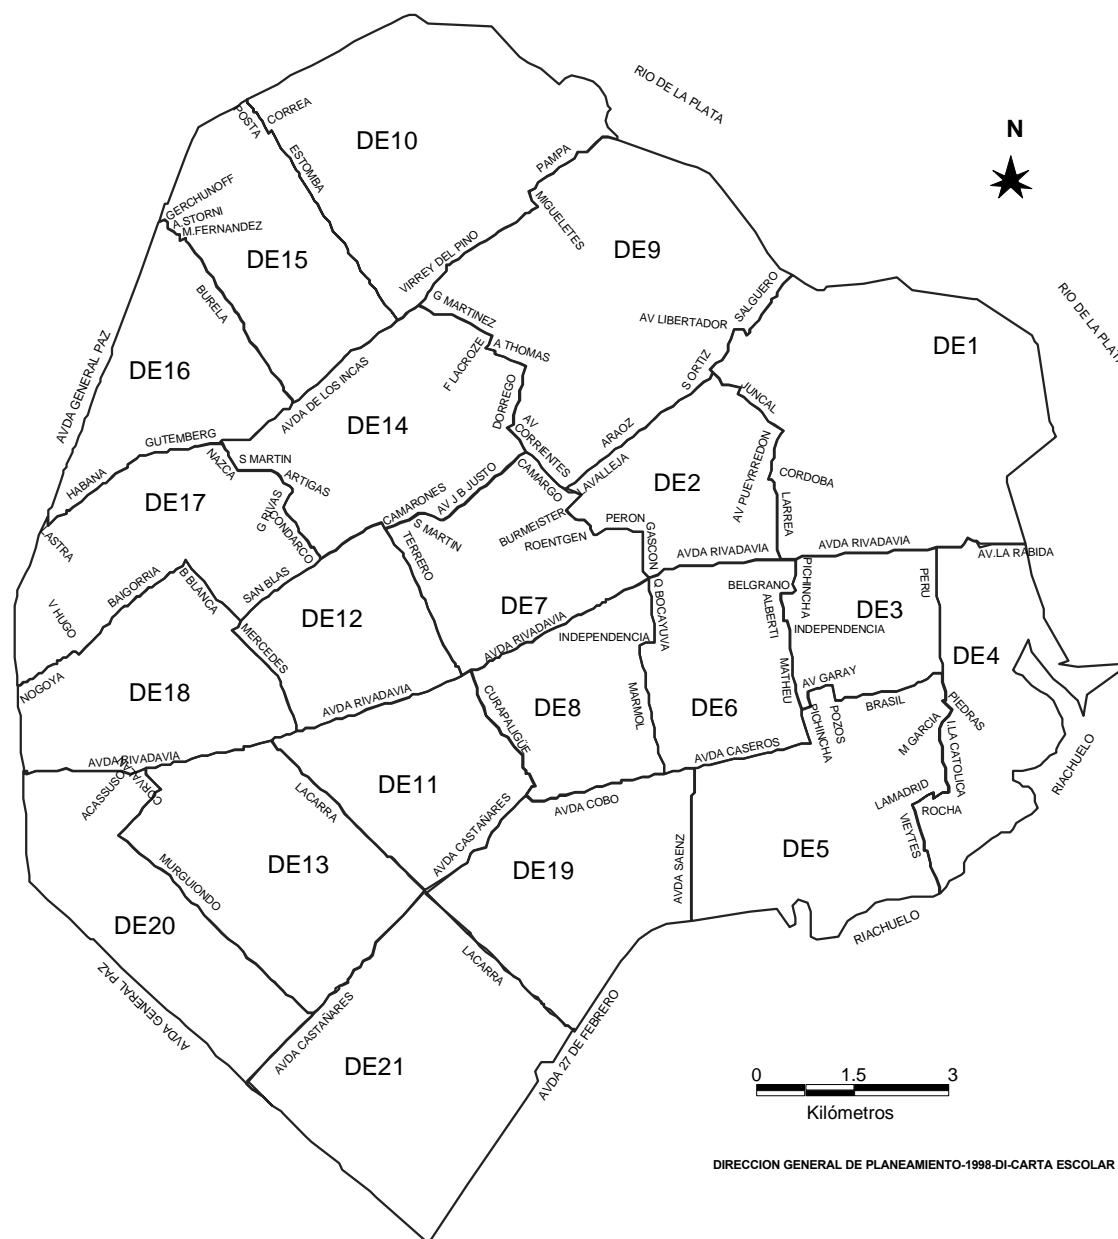 RIO DE LA PLATA
N
POSTA
CORREA
DE10
ESTOMBA
PAMPA
GERCHUNOFF
A.STORNI
M.FERNANDEZ
MIGUELETES
DE9
DE15
VIRREY DEL PINO
BURELA
G MARTINEZ
SALGUERO
AV LIBERTADOR
RIO DE LA PLATA
DE1
AVDA GENERAL PAZ
DE16
AVDA DE LOS INCAS
F LACROZE
A THOMAS
S ORTIZ
JUNCAL
DORREGO
DE14
AV
CORRIENTES
ARAOZ
GUTEMBERG
NAZCA
S MARTIN
ARTIGAS
HABANA
CAMARGO
LAVALLEJA
DE2
AV PUEYRREDON
CORDOBA
DE17
G RIVAS
CONDARCO
CAMARONES
AV J B JUSTO
S MARTIN
BURMEISTER
ROENTGEN
PERON
GASCON
LARREA
LASTRA
TERRERO
AVDA RIVADAVIA
AVDA RIVADAVIA
AV.LA RABIDA
BAIGORRIA
B BLANCA
SAN BLAS
V HUGO
DE12
DE7
Q BOCAYUVA
BELGRANO
PICHINCHA
ALBERTI
DE3
PERU
MERCEDES
AVDA RIVADAVIA
INDEPENDENCIA
INDEPENDENCIA
DE4
NOGOYA
DE18
AVDA RIVADAVIA
CURAPALIGÜE
DE8
MARMOL
DE6
MATHEU
AV GARAY
PICHINCHA
POZOS
BRASIL
PIEDRAS
M GARCIA
I.LA CATOLICA
AVDA RIVADAVIA
ACASSUSO
CORVALAN
LACARRA
DE11
AVDA CASEROS
AVDA COBO
LAMADRID
ROCHA
VIEYTES
RIACHUELO
AVDA CASTAÑARES
DE13
DE19
AVDA SAENZ
DE5
MURGUIONDO
DE20
RIACHUELO
AVDA GENERAL PAZ
LACARRA
AVDA CASTAÑARES
DE21
AVDA 27 DE FEBRERO
0 1.5 3
Kilómetros
DIRECCION GENERAL DE PLANEAMIENTO-1998-DI-CARTA ESCOLAR